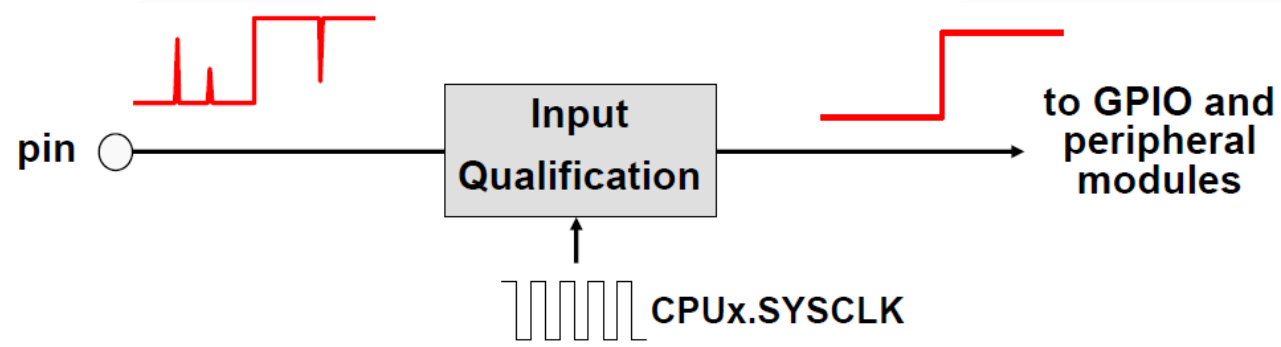 pin
Input
Qualification
to GPIO and
peripheral
modules
CPUx.SYSCLK